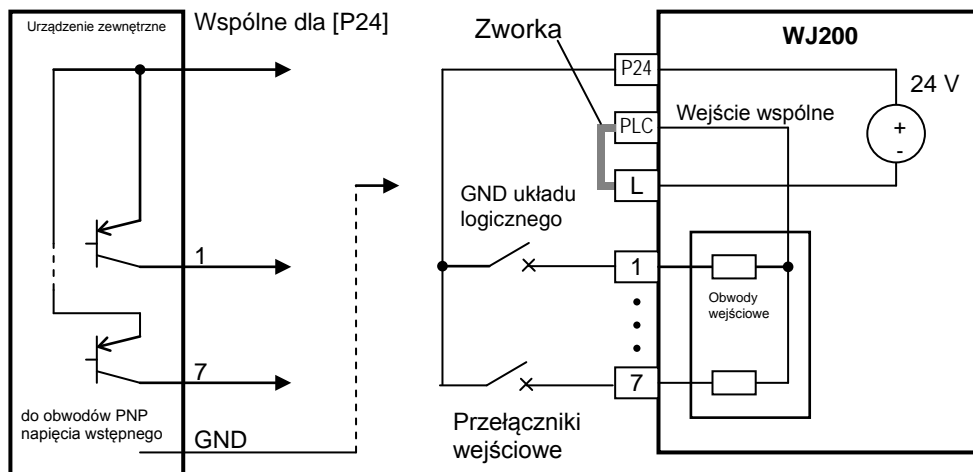 Urządzenie zewnętrzne
Wspólne dla [P24]
1
7
do obwodów PNP
napięcia wstępnego
GND
Zworka
WJ200
P24
24 V
PLC
Wejście wspólne
+
-
L
GND układu
logicznego
1
Obwody
wejściowe
7
Przełączniki
wejściowe